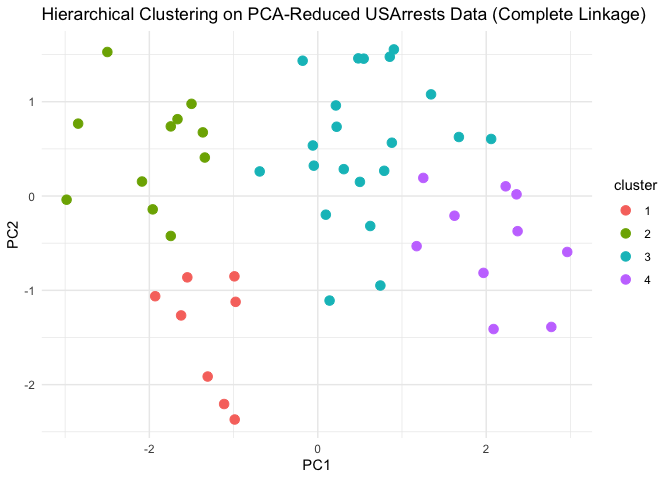 Hierarchical Clustering on PCA-Reduced USArrests Data (Complete Linkage)
1
0
-1
-2
PC2
-2
0
2
PC1
cluster
1
2
3
4